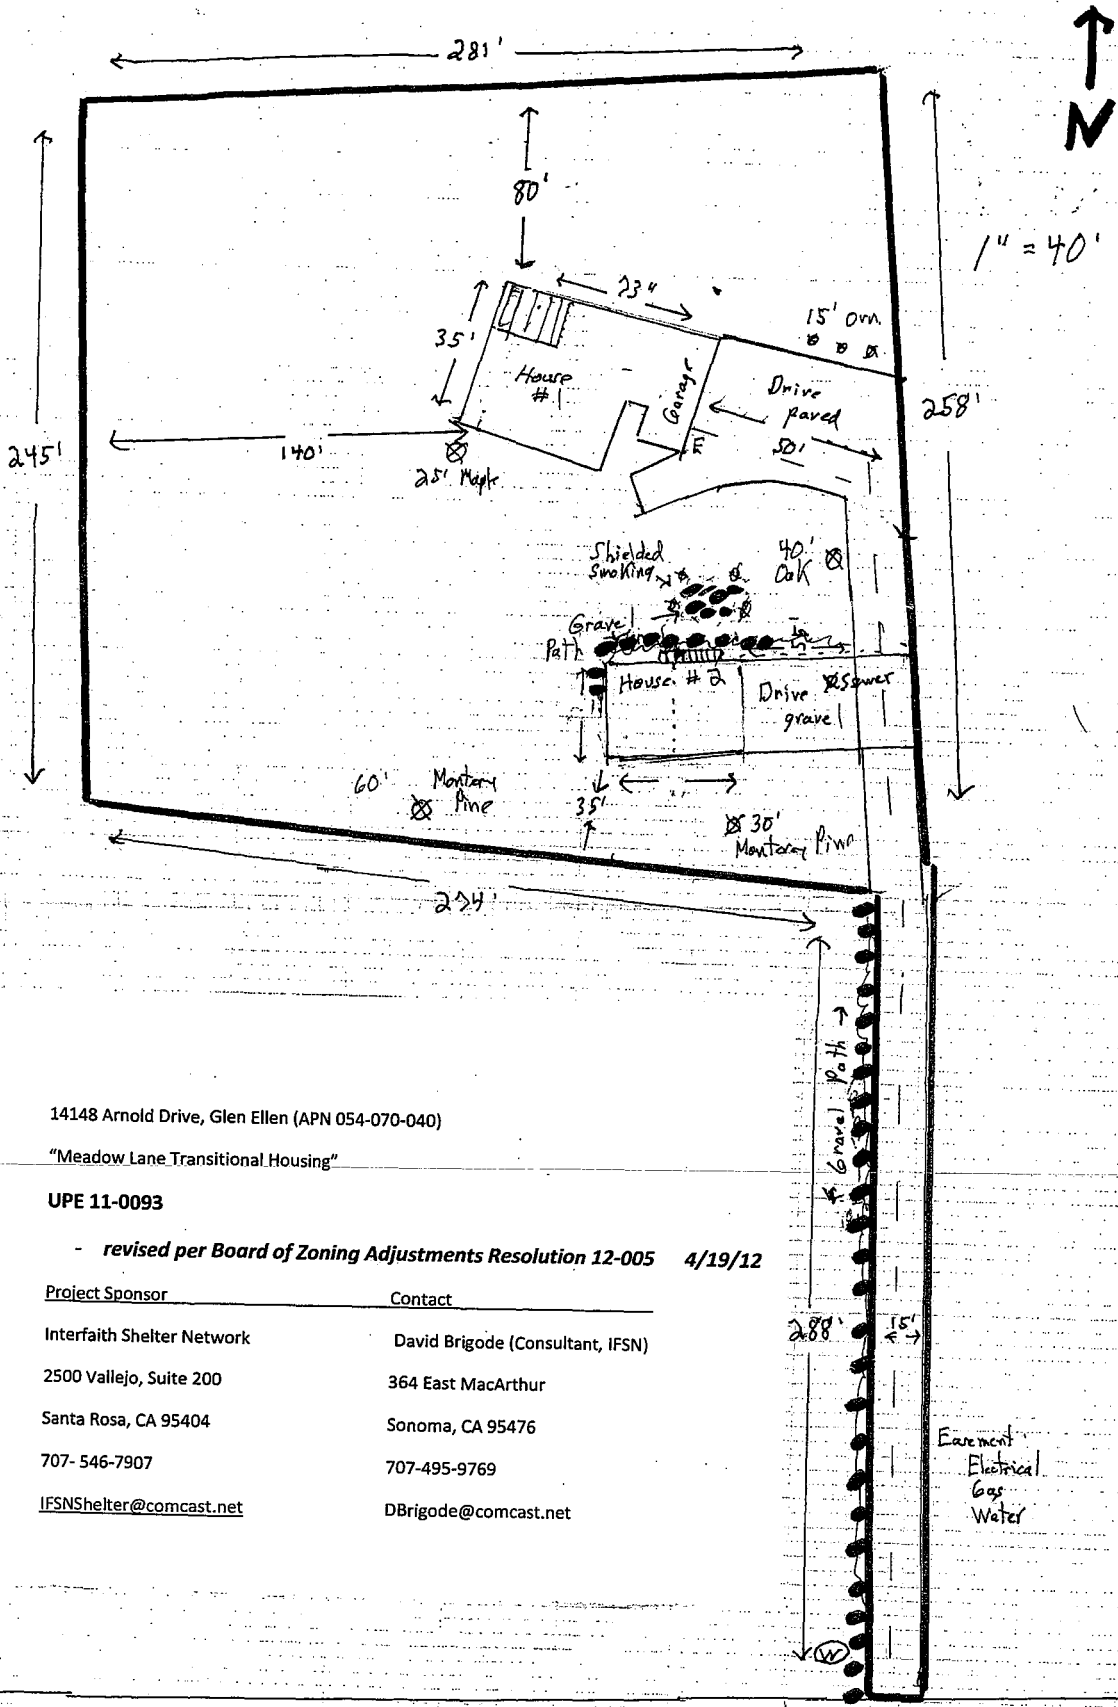 281'
N
80'
1" = 40'
23"
35'
15' Orn.
House
# 1
Garage
Drive
paved
258'
E
50'
245'
140'
25' Maple
Shielded
Smoking
40'
Oak
Gravel
Path
House # 2
Drive
gravel
Sewer
60'
Montery
Pine
35'
30'
Monterey Pine
274'
Gravel Path
14148 Arnold Drive, Glen Ellen (APN 054-070-040)
"Meadow Lane Transitional Housing"
UPE 11-0093
- revised per Board of Zoning Adjustments Resolution 12-005 4/19/12
Project Sponsor
Contact
Interfaith Shelter Network
David Brigode (Consultant, IFSN)
2500 Vallejo, Suite 200
364 East MacArthur
Santa Rosa, CA 95404
Sonoma, CA 95476
707- 546-7907
707-495-9769
IFSNShelter@comcast.net
DBrigode@comcast.net
288'
15'
Easement
Electrical
Gas
Water
W